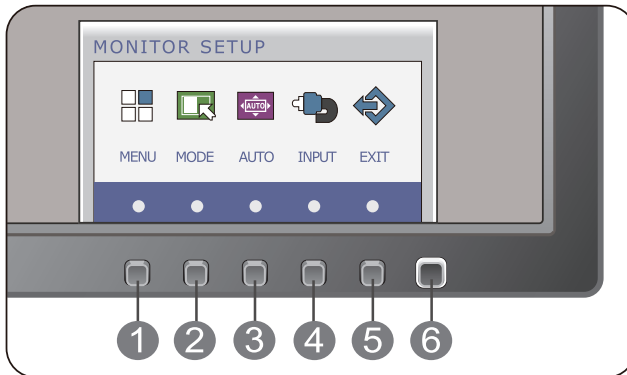 MONITOR SETUP
AUTO
MENU MODE AUTO INPUT EXIT
1 2 3 4 5 6